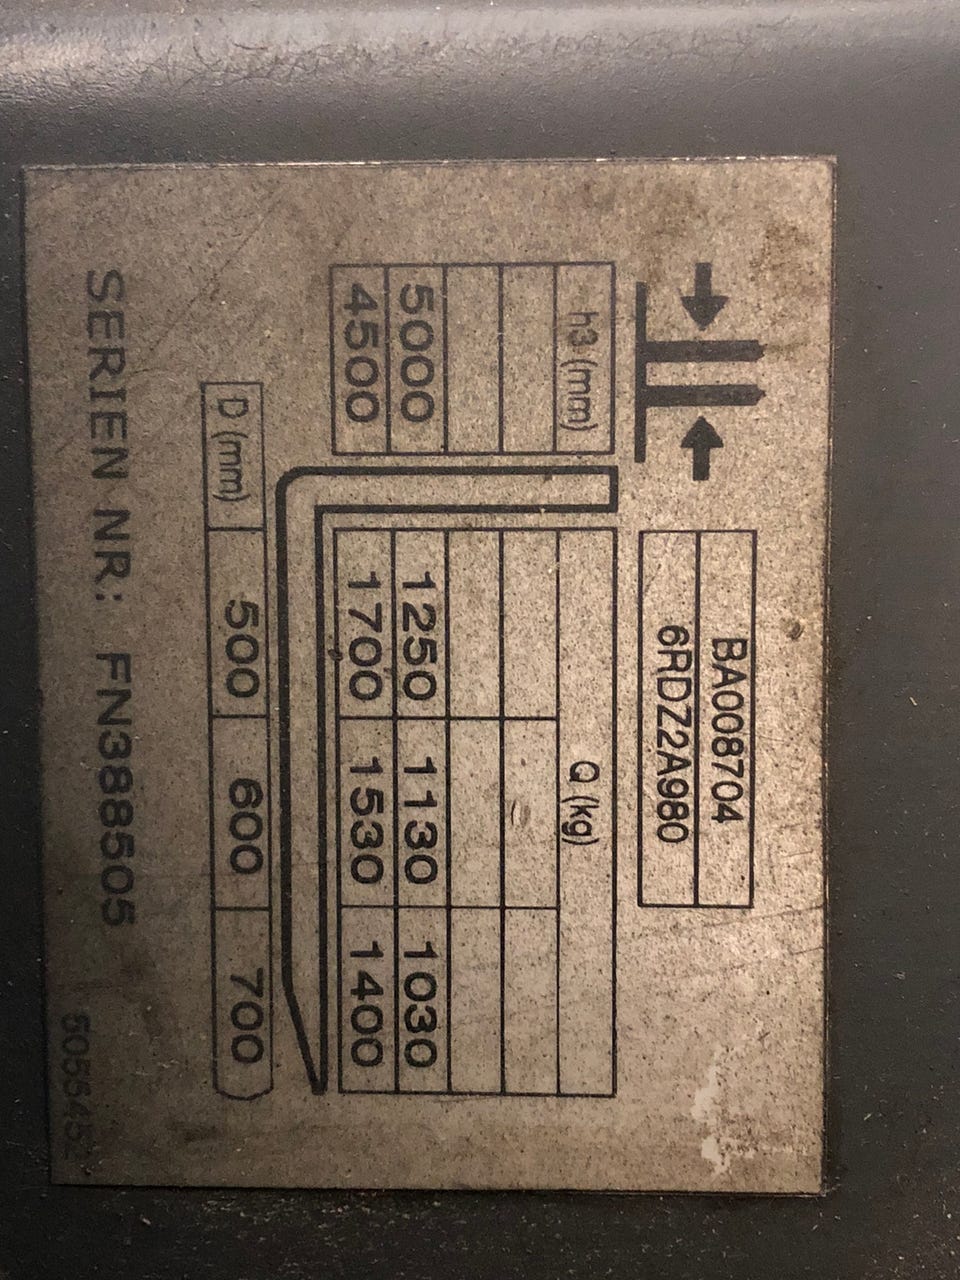 BA008704
6RDZ2A980
h3 (mm) Q (kg)
5000 1250 1130 1030
4500 1700 1530 1400
D (mm) 500 600 700
SERIEN NR: FN388505
5056452